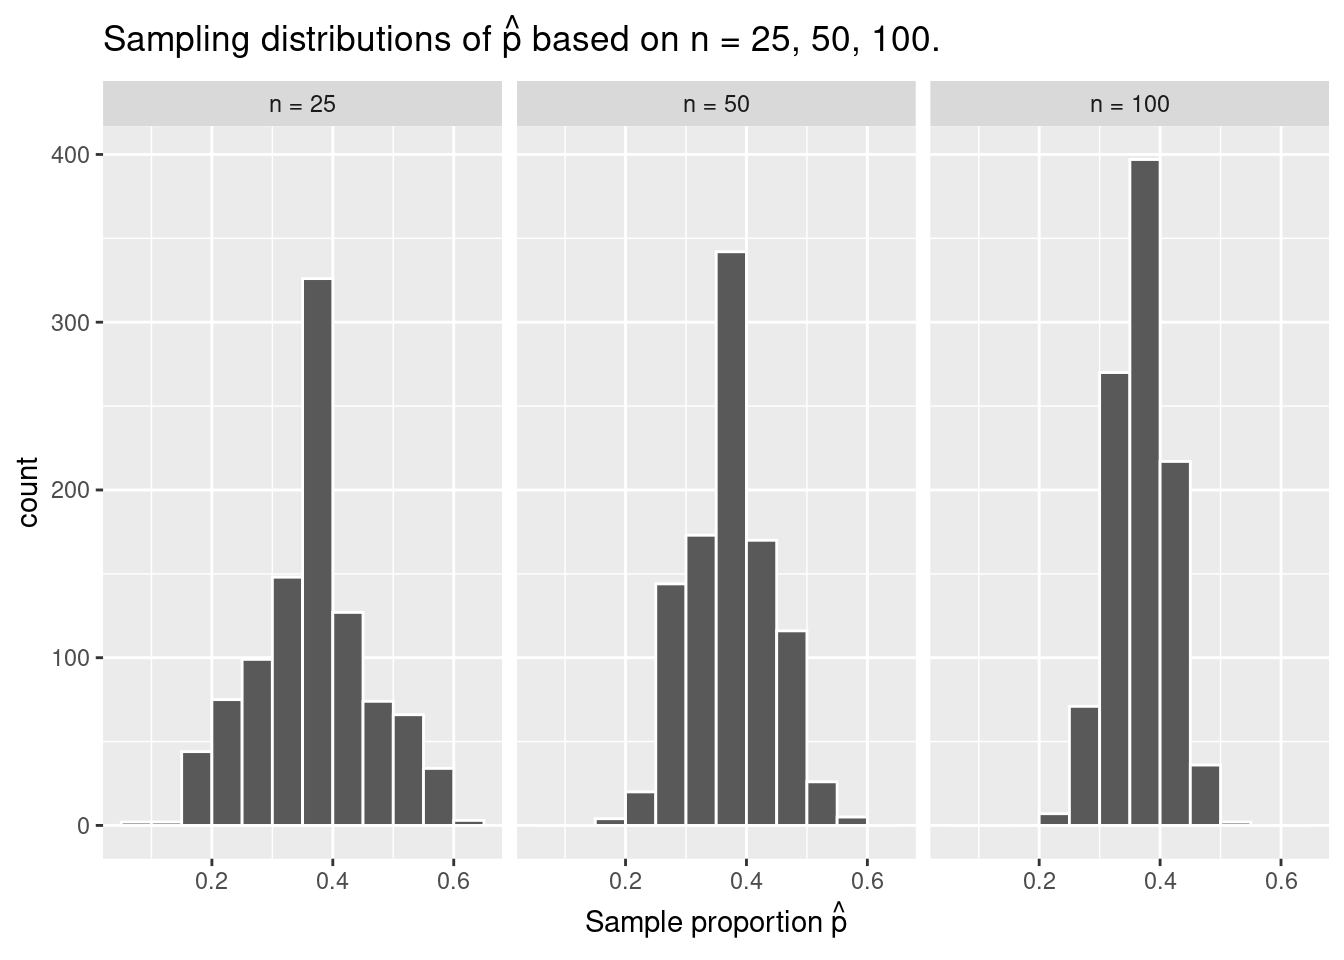 Sampling distributions of p̂ based on n = 25, 50, 100.
n = 25 n = 50 n = 100
400
300
200
100
0
count
0.2 0.4 0.6 0.2 0.4 0.6 0.2 0.4 0.6
Sample proportion p̂